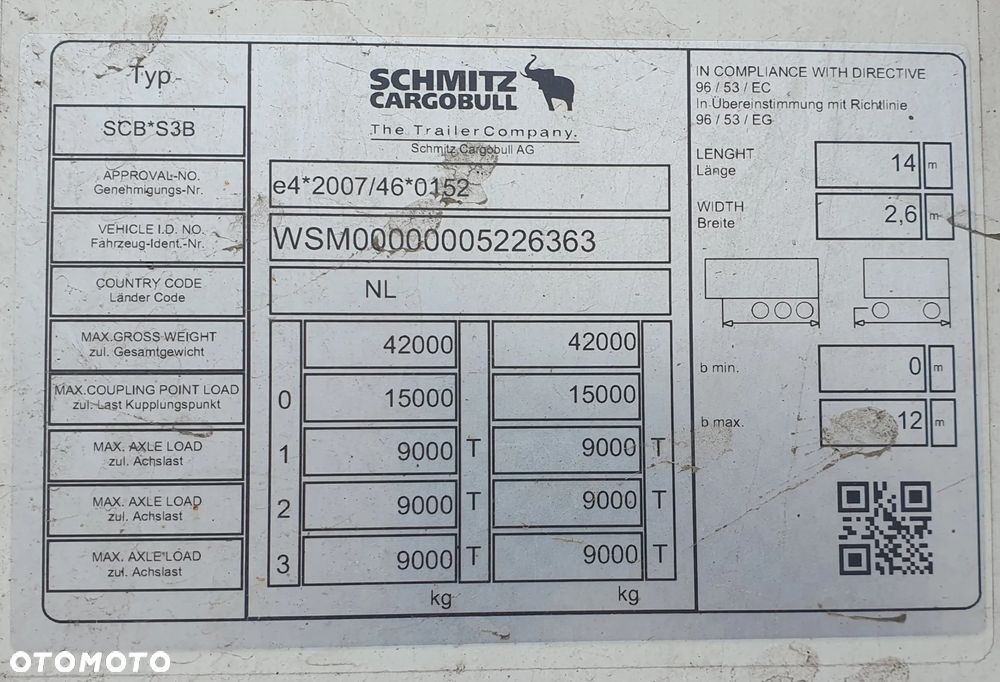 Typ
SCHMITZ
CARGOBULL
The Trailer Company.
Schmitz Cargobull AG
SCB*S3B
APPROVAL-NO.
Genehmigungs-Nr.
e4*2007/46*0152
VEHICLE I.D. NO.
Fahrzeug-Ident.-Nr.
WSM00000005226363
COUNTRY CODE
Länder Code
NL
MAX.GROSS WEIGHT
zul. Gesamtgewicht
42000 42000
MAX.COUPLING POINT LOAD
zul. Last Kupplungspunkt
0 15000 15000
MAX. AXLE LOAD
zul. Achslast
1 9000 T 9000 T
MAX. AXLE LOAD
zul. Achslast
2 9000 T 9000 T
MAX. AXLE LOAD
zul. Achslast
3 9000 T 9000 T
kg kg
IN COMPLIANCE WITH DIRECTIVE
96 / 53 / EC
In Übereinstimmung mit Richtlinie
96 / 53 / EG
LENGHT
Länge
14 m
WIDTH
Breite
2,6 m
b min. 0 m
b max. 12 m
OTOMOTO